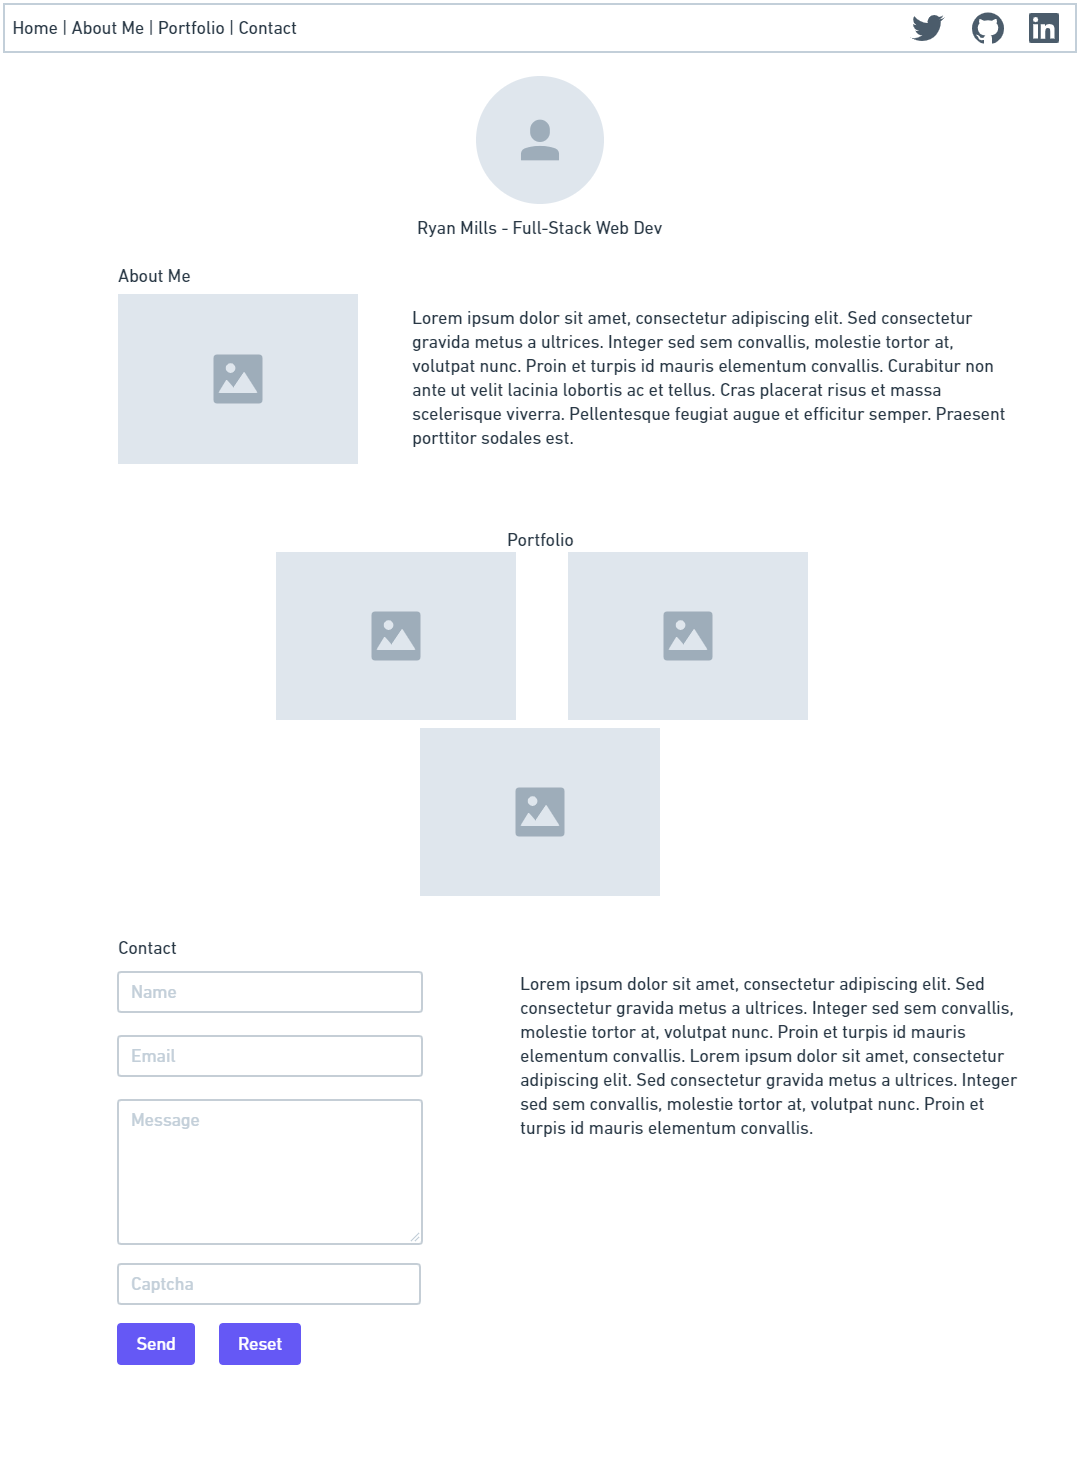 Home | About Me | Portfolio | Contact
in
Ryan Mills - Full-Stack Web Dev
About Me
Lorem ipsum dolor sit amet, consectetur adipiscing elit. Sed consectetur
gravida metus a ultrices. Integer sed sem convallis, molestie tortor at,
volutpat nunc. Proin et turpis id mauris elementum convallis. Curabitur non
ante ut velit lacinia lobortis ac et tellus. Cras placerat risus et massa
scelerisque viverra. Pellentesque feugiat augue et efficitur semper. Praesent
porttitor sodales est.
Portfolio
Contact
Name
Email
Message
Captcha
Send
Reset
Lorem ipsum dolor sit amet, consectetur adipiscing elit. Sed
consectetur gravida metus a ultrices. Integer sed sem convallis,
molestie tortor at, volutpat nunc. Proin et turpis id mauris
elementum convallis. Lorem ipsum dolor sit amet, consectetur
adipiscing elit. Sed consectetur gravida metus a ultrices. Integer
sed sem convallis, molestie tortor at, volutpat nunc. Proin et
turpis id mauris elementum convallis.